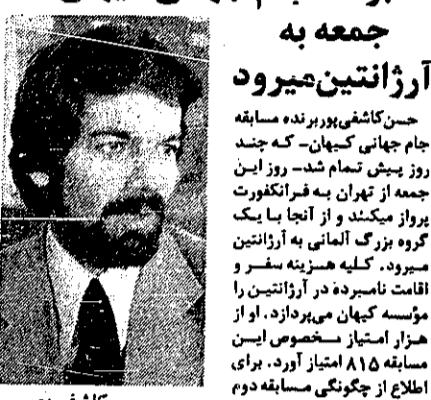 جمعه به
آرژانتین میرود
حسن کاشفی‌پور برنده مسابقه
جام جهانی کیهان- که چند
روز پیش تمام شد- روز این
جمعه از تهران به فرانکفورت
پرواز میکند و از آنجا با یک
گروه بزرگ آلمانی به آرژانتین
میرود. کلیه هزینه سفر و
اقامت نامبرده در آرژانتین را
مؤسسه کیهان می‌پردازد. او از
هزار امتیاز مخصوص این
مسابقه ۸۱۵ امتیاز آورد. برای
اطلاع از چگونگی مسابقه دوم